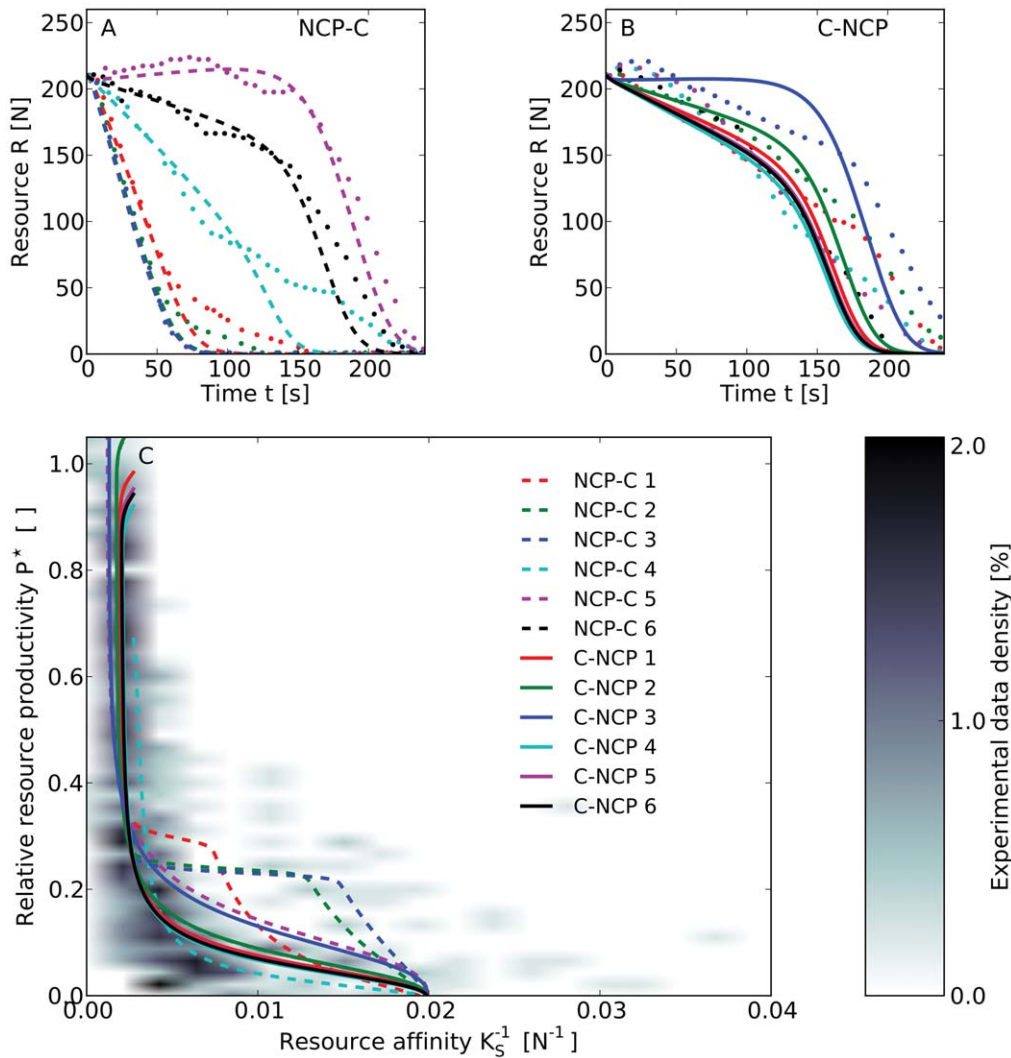 A
NCP-C
Resource R [N]
250
200
150
100
50
0
0
50
100
150
200
Time t [s]
B
C-NCP
Resource R [N]
250
200
150
100
50
0
0
50
100
150
200
Time t [s]
C
Relative resource productivity P⋆ [ ]
1.0
0.8
0.6
0.4
0.2
0.0
0.00
0.01
0.02
0.03
0.04
Resource affinity K_S^-1 [N^-1]
NCP-C 1
NCP-C 2
NCP-C 3
NCP-C 4
NCP-C 5
NCP-C 6
C-NCP 1
C-NCP 2
C-NCP 3
C-NCP 4
C-NCP 5
C-NCP 6
2.0
1.0
0.0
Experimental data density [%]